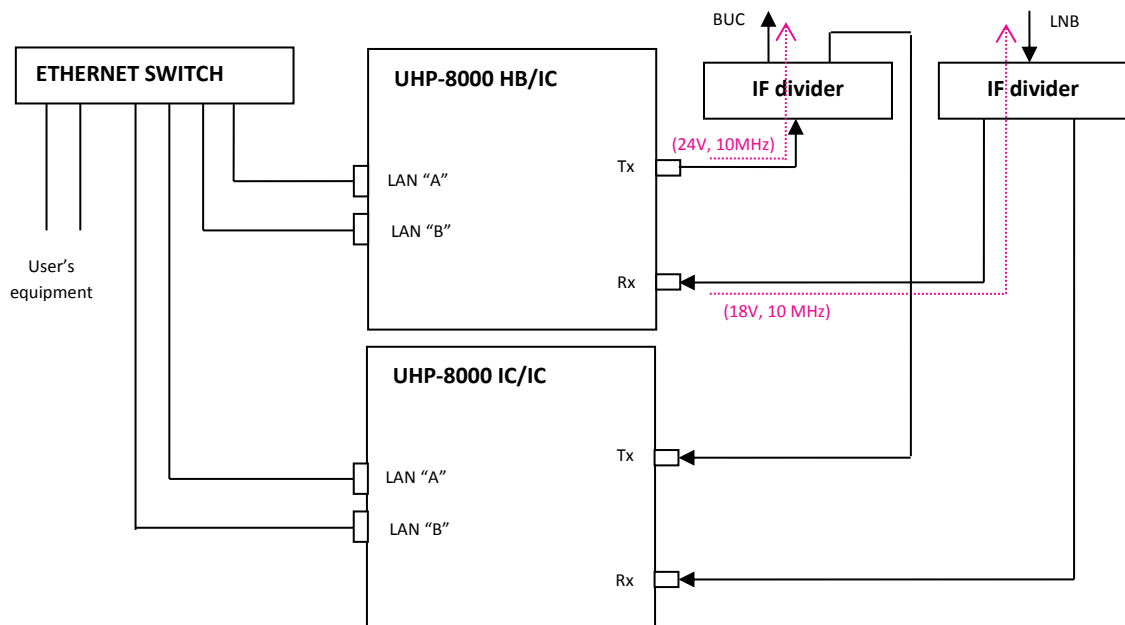 BUC
LNB
ETHERNET SWITCH
UHP-8000 HB/IC
IF divider
IF divider
(24V, 10MHz)
Tx
LAN “A”
LAN “B”
User’s
equipment
Rx
(18V, 10 MHz)
UHP-8000 IC/IC
Tx
LAN “A”
LAN “B”
Rx